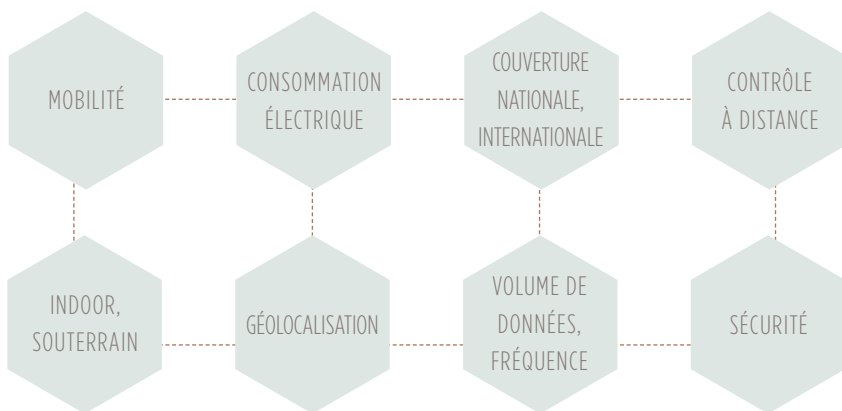 MOBILITÉ
CONSOMMATION
ÉLECTRIQUE
COUVERTURE
NATIONALE,
INTERNATIONALE
CONTRÔLE
À DISTANCE
INDOOR,
SOUTERRAIN
GÉOLOCALISATION
VOLUME DE
DONNÉES,
FRÉQUENCE
SÉCURITÉ